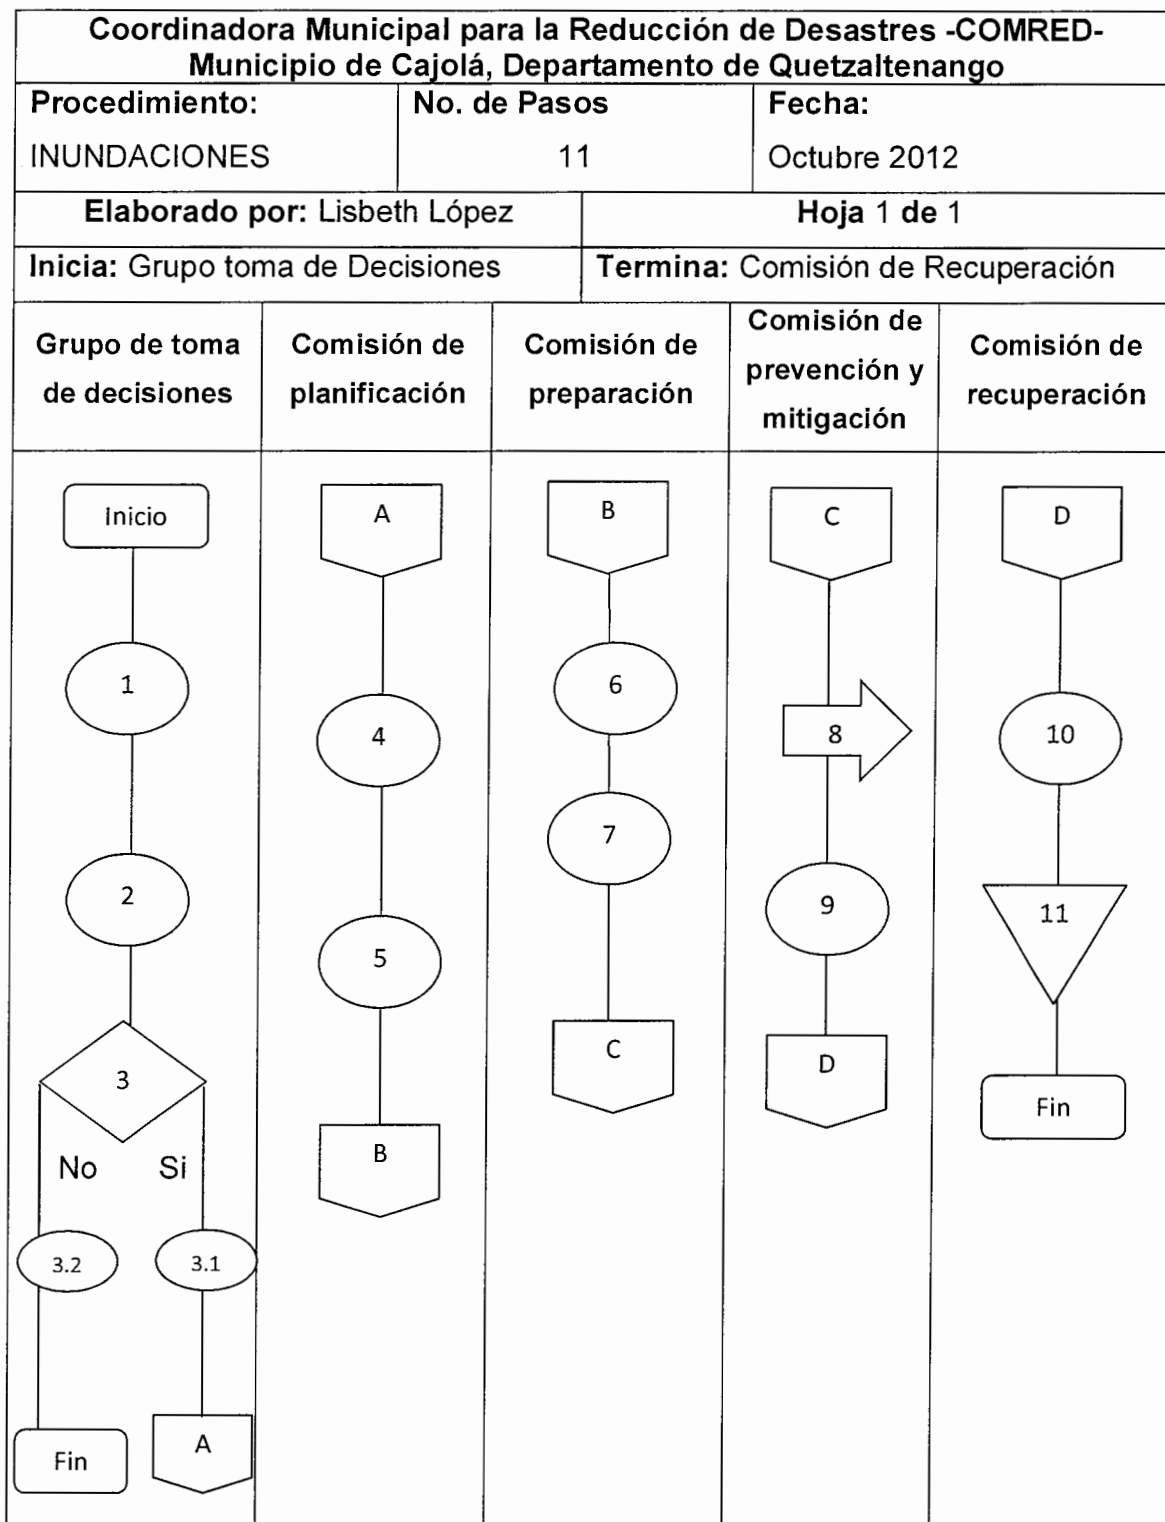 Coordinadora Municipal para la Reducción de Desastres -COMRED-
Municipio de Cajolá, Departamento de Quetzaltenango
Procedimiento:
INUNDACIONES
No. de Pasos
11
Fecha:
Octubre 2012
Elaborado por: Lisbeth López
Hoja 1 de 1
Inicia: Grupo toma de Decisiones
Termina: Comisión de Recuperación
Grupo de toma
de decisiones
Comisión de
planificación
Comisión de
preparación
Comisión de
prevención y
mitigación
Comisión de
recuperación
Inicio
1
2
3
No
Si
3.2
3.1
Fin
A
A
4
5
B
B
6
7
C
C
8
9
D
D
10
11
Fin